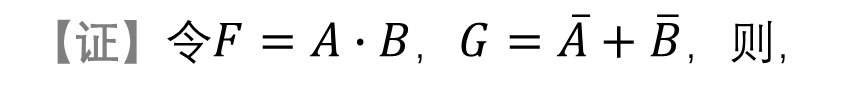 【证】令F = A · B，G = A̅ + B̅，则，